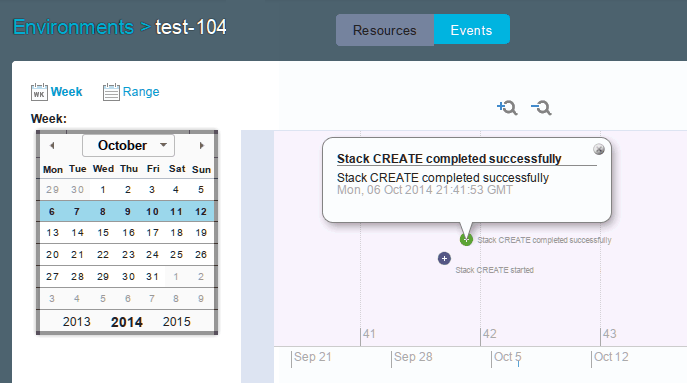 Environments > test-104
Resources Events
WK Week Range
Week:
October
Mon Tue Wed Thu Fri Sat Sun
29 30 1 2 3 4 5
6 7 8 9 10 11 12
13 14 15 16 17 18 19
20 21 22 23 24 25 26
27 28 29 30 31 1 2
3 4 5 6 7 8 9
2013 2014 2015
Stack CREATE completed successfully
Stack CREATE completed successfully
Mon, 06 Oct 2014 21:41:53 GMT
Stack CREATE completed successfully
Stack CREATE started
41 42 43
Sep 21 Sep 28 Oct 5 Oct 12